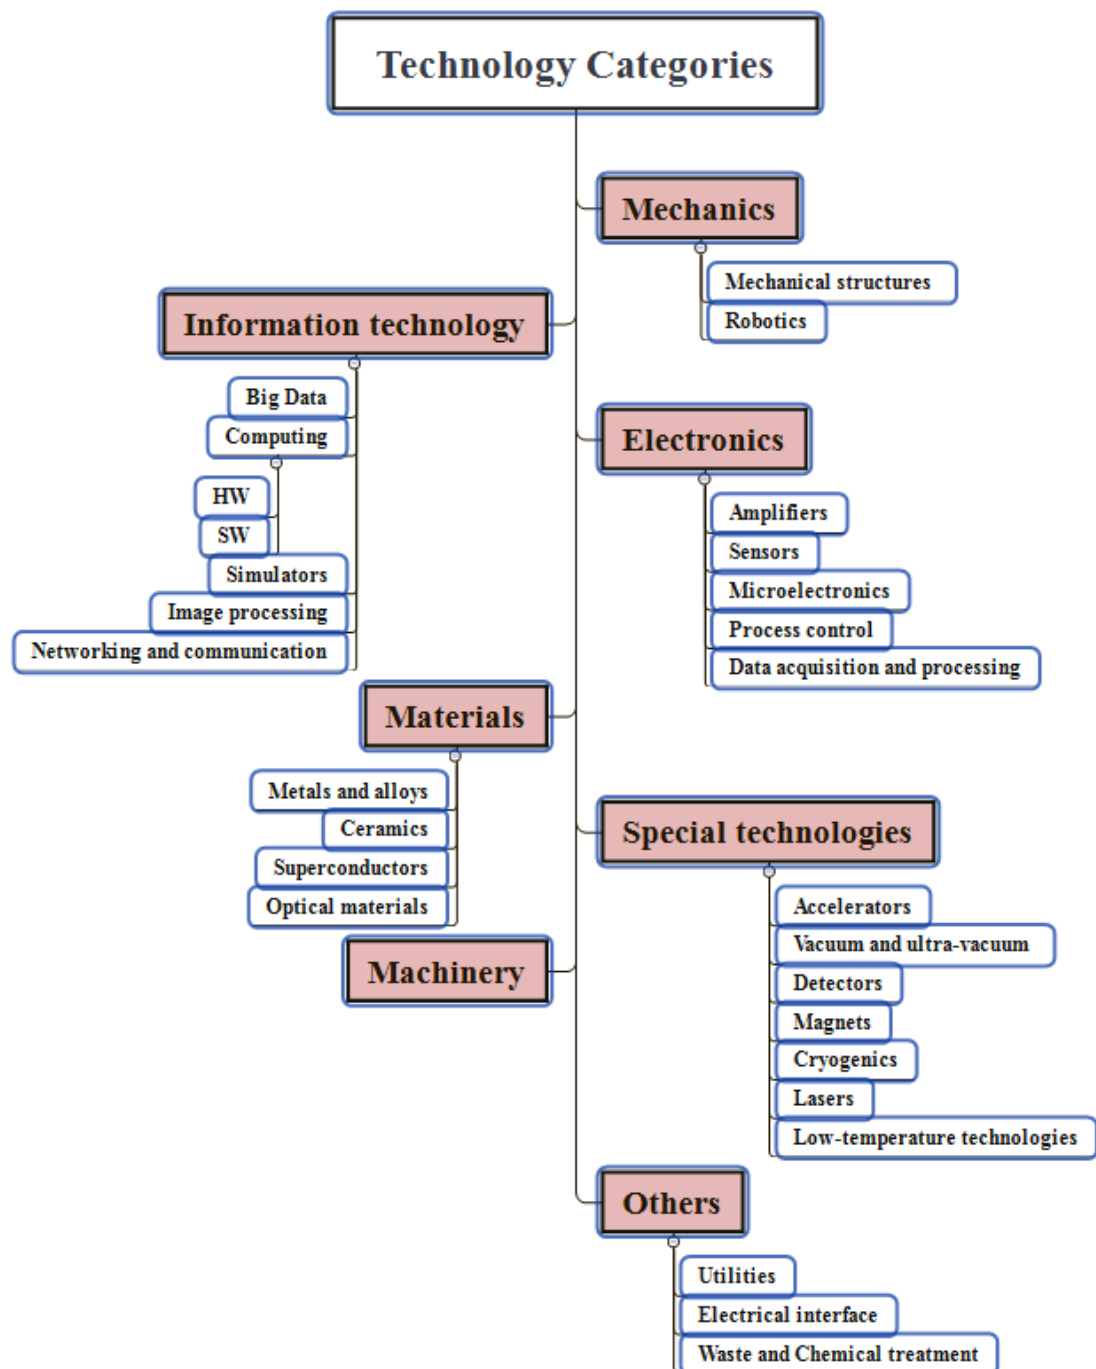 Technology Categories
Mechanics
Mechanical structures
Robotics
Information technology
Big Data
Computing
HW
SW
Simulators
Image processing
Networking and communication
Electronics
Amplifiers
Sensors
Microelectronics
Process control
Data acquisition and processing
Materials
Metals and alloys
Ceramics
Superconductors
Optical materials
Special technologies
Accelerators
Vacuum and ultra-vacuum
Detectors
Magnets
Cryogenics
Lasers
Low-temperature technologies
Machinery
Others
Utilities
Electrical interface
Waste and Chemical treatment